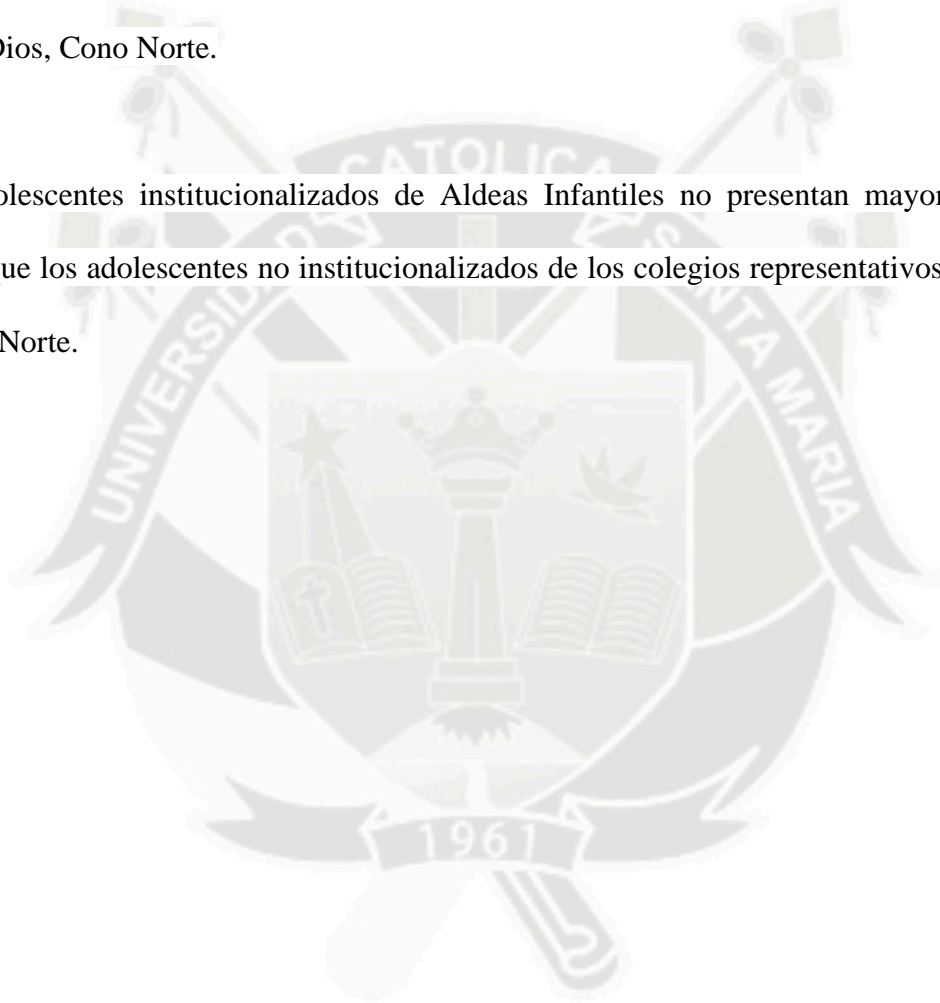 Dios, Cono Norte.
olescentes institucionalizados de Aldeas Infantiles no presentan mayor
ue los adolescentes no institucionalizados de los colegios representativos
Norte.
UNIVERSIDAD CATOLICA SANTA MARIA
1961